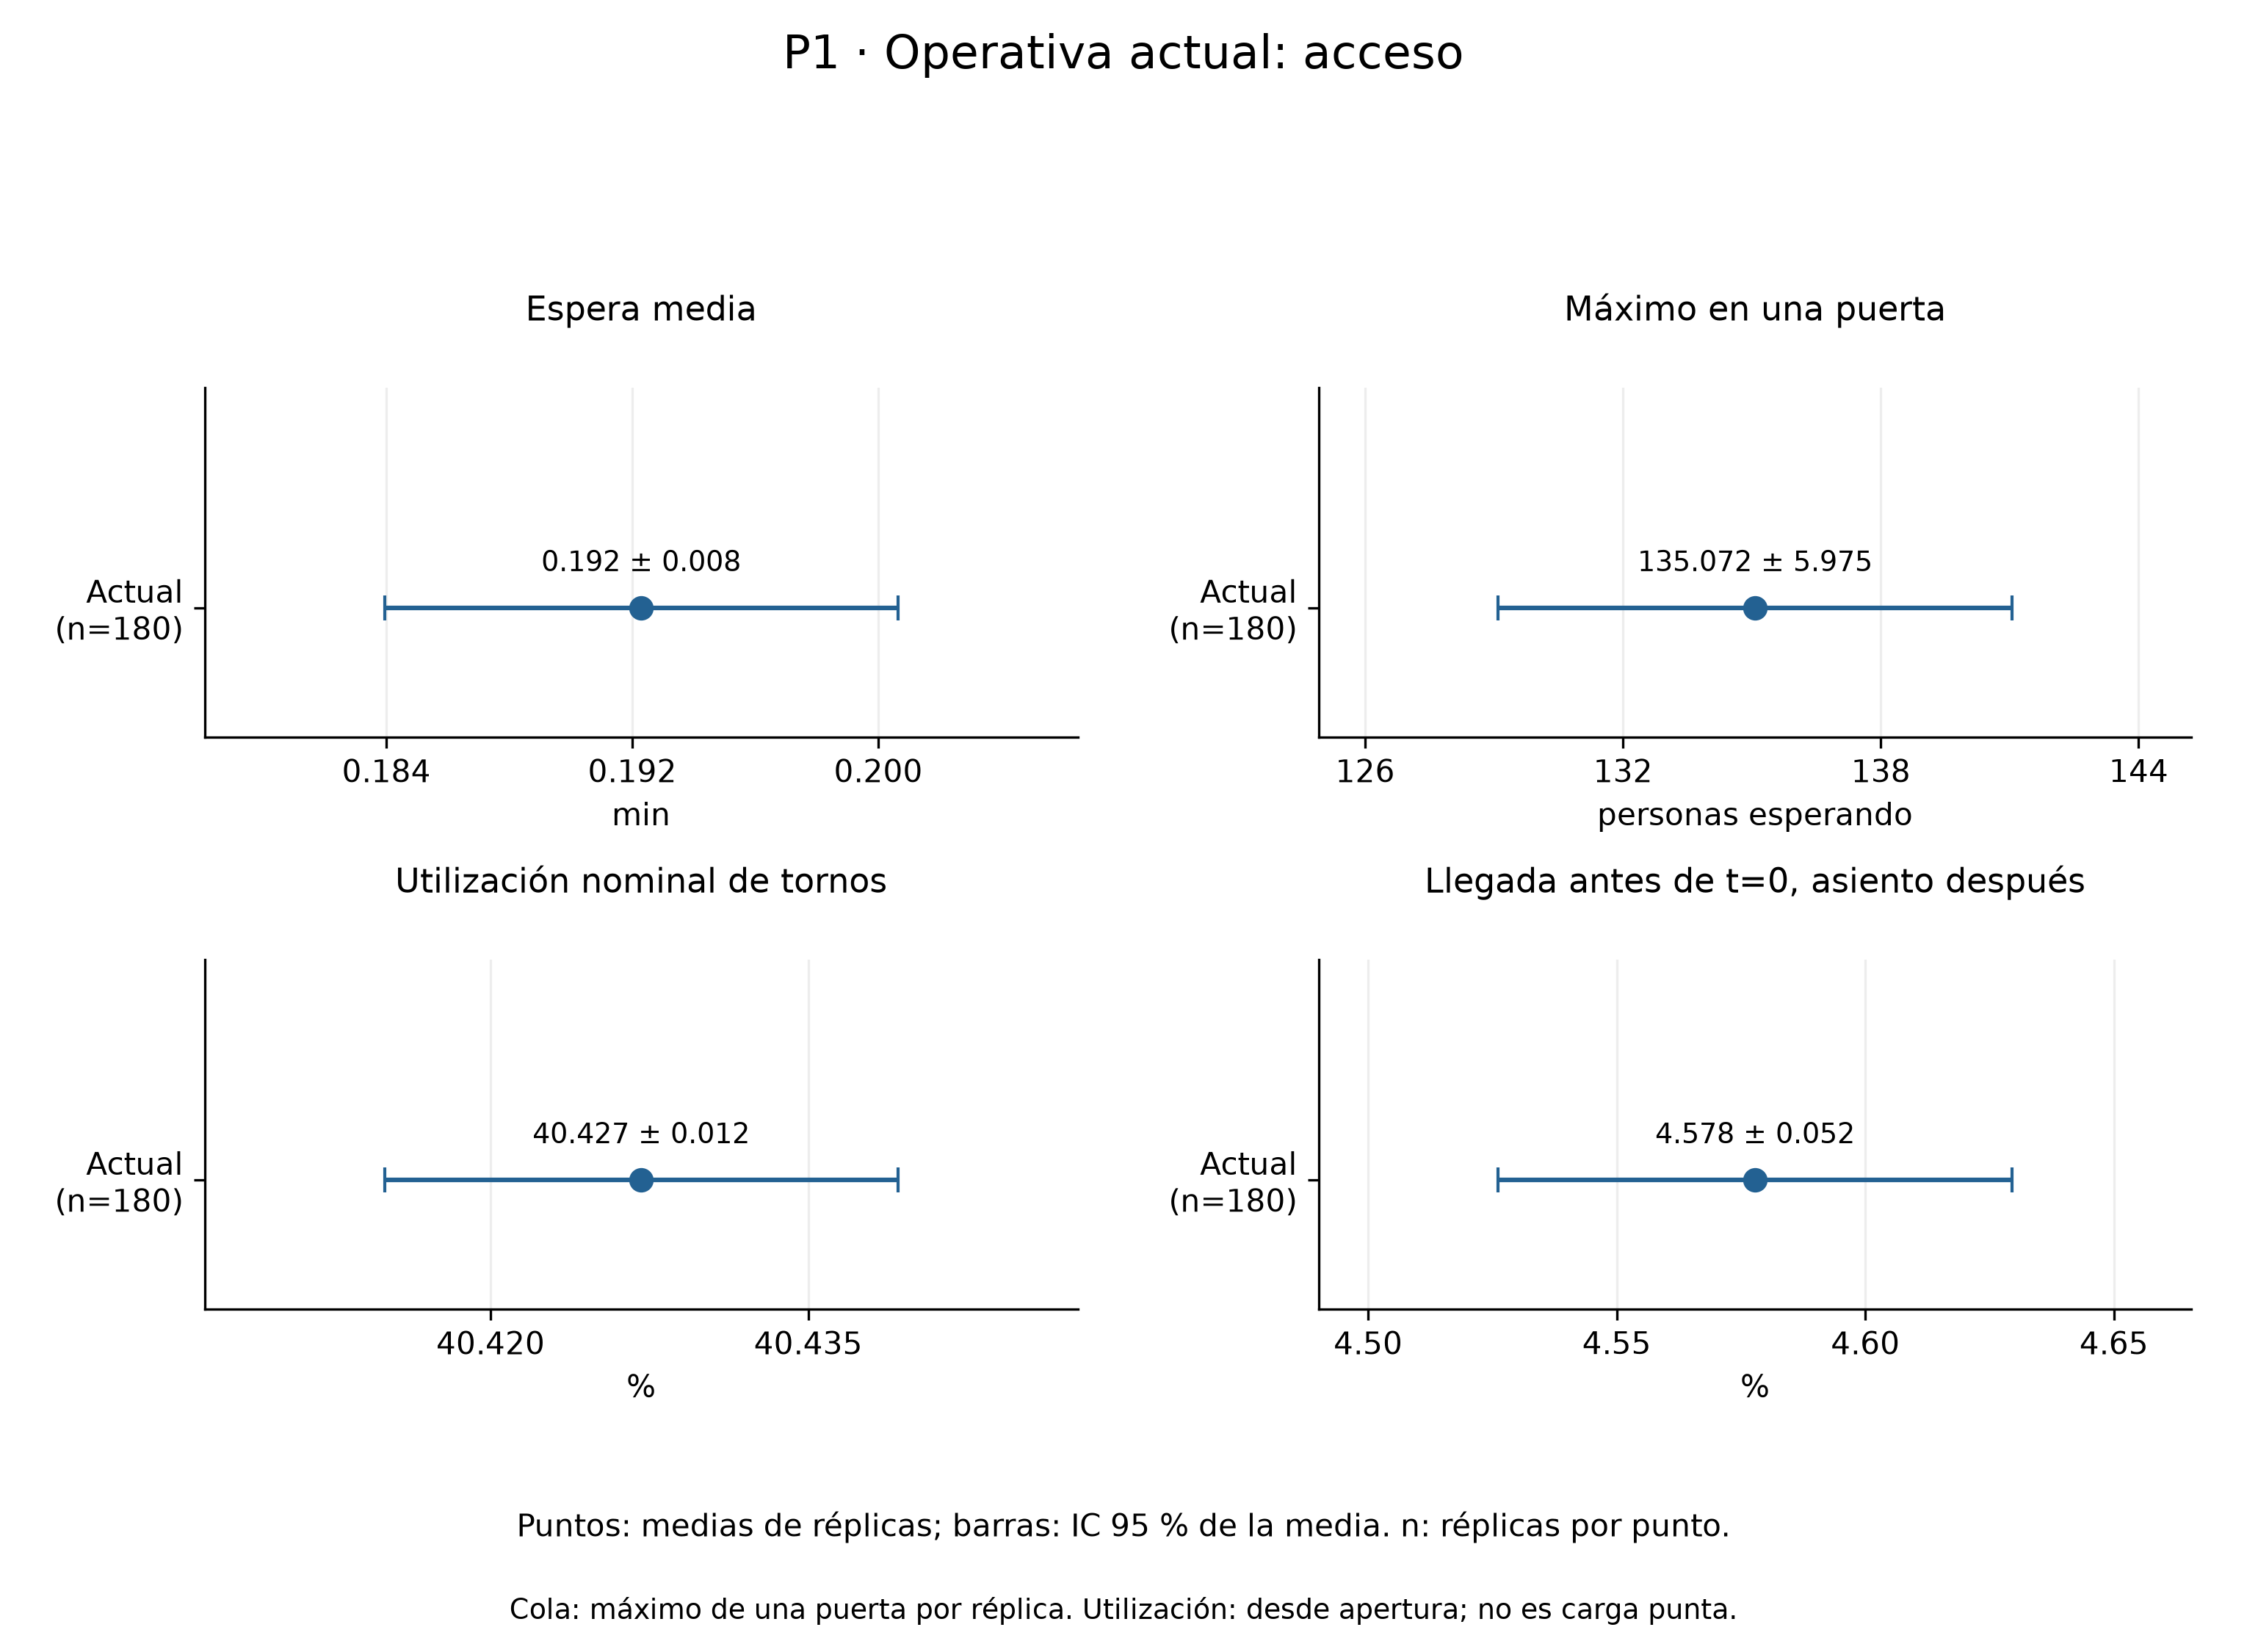 P1 · Operativa actual: acceso
Espera media
0.192 ± 0.008
Actual
(n=180)
0.184 0.192 0.200
min
Máximo en una puerta
135.072 ± 5.975
Actual
(n=180)
126 132 138 144
personas esperando
Utilización nominal de tornos
40.427 ± 0.012
Actual
(n=180)
40.420 40.435
%
Llegada antes de t=0, asiento después
4.578 ± 0.052
Actual
(n=180)
4.50 4.55 4.60 4.65
%
Puntos: medias de réplicas; barras: IC 95 % de la media. n: réplicas por punto.
Cola: máximo de una puerta por réplica. Utilización: desde apertura; no es carga punta.